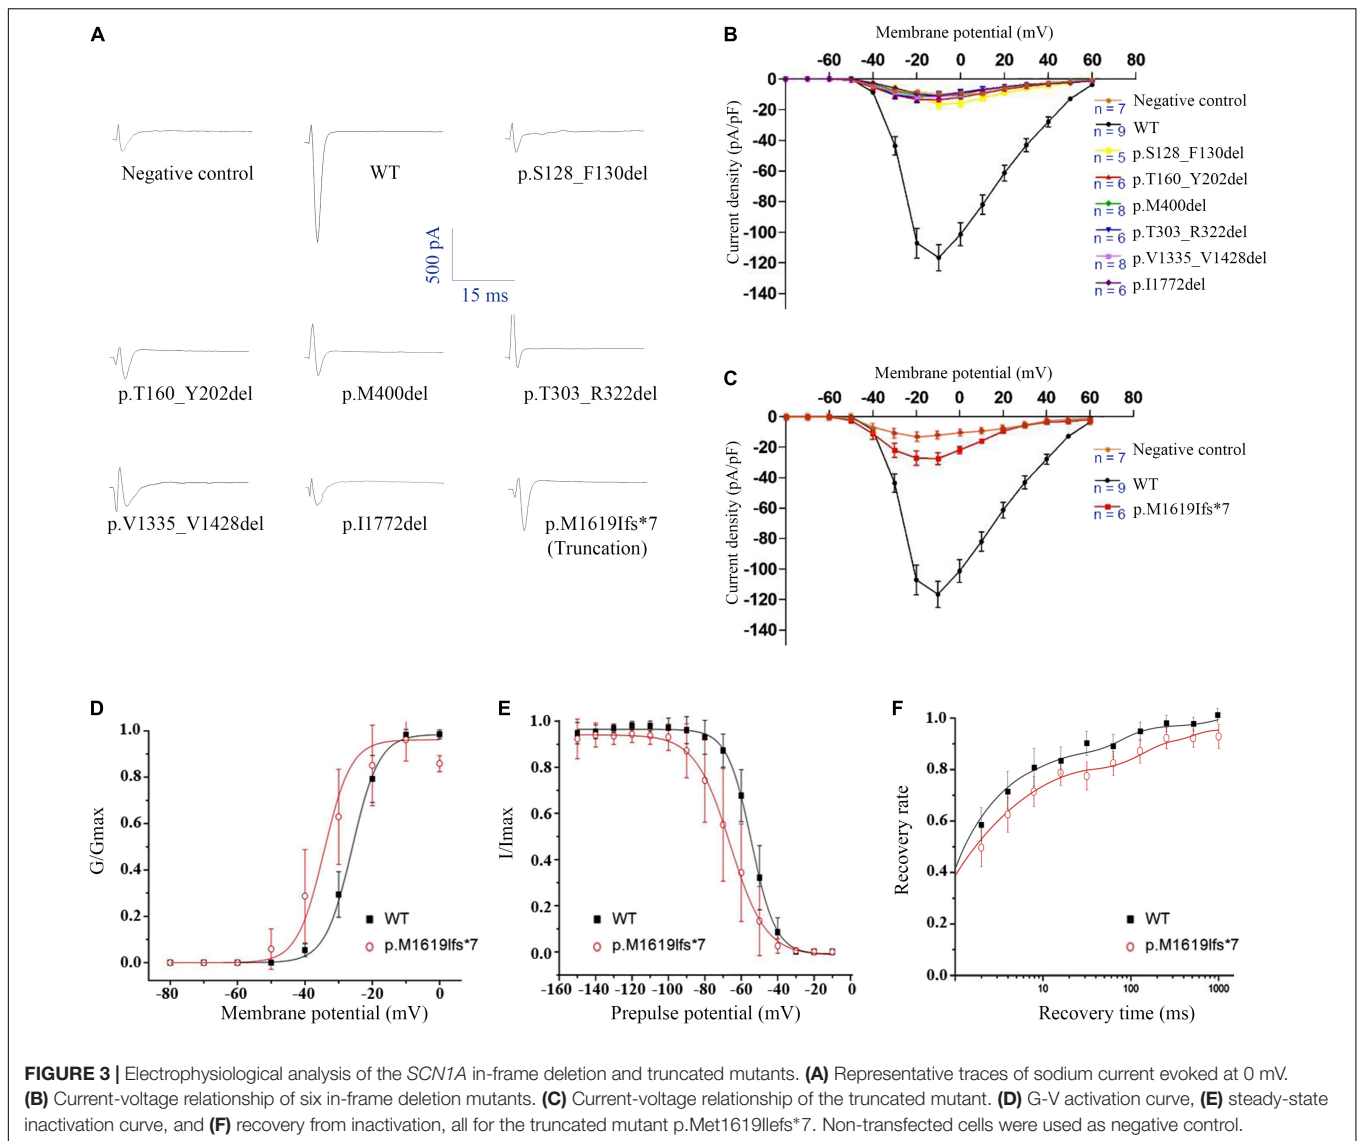 A
Negative control
WT
p.S128_F130del
500 pA
15 ms
p.T160_Y202del
p.M400del
p.T303_R322del
p.V1335_V1428del
p.I1772del
p.M1619Ifs*7
(Truncation)
B
Membrane potential (mV)
-60 -40 -20 0 20 40 60 80
Current density (pA/pF)
0
-20
-40
-60
-80
-100
-120
-140
n = 7 Negative control
n = 9 WT
n = 5 p.S128_F130del
n = 6 p.T160_Y202del
n = 8 p.M400del
n = 6 p.T303_R322del
n = 8 p.V1335_V1428del
n = 6 p.I1772del
C
Membrane potential (mV)
-60 -40 -20 0 20 40 60 80
Current density (pA/pF)
0
-20
-40
-60
-80
-100
-120
-140
n = 7 Negative control
n = 9 WT
n = 6 p.M1619Ifs*7
D
G/Gmax
1.0
0.8
0.6
0.4
0.2
0.0
WT
p.M1619Ifs*7
-80 -60 -40 -20 0
Membrane potential (mV)
E
I/Imax
1.0
0.8
0.6
0.4
0.2
0.0
WT
p.M1619Ifs*7
-160 -140 -120 -100 -80 -60 -40 -20 0
Prepulse potential (mV)
F
Recovery rate
1.0
0.8
0.6
0.4
0.2
0.0
WT
p.M1619Ifs*7
10 100 1000
Recovery time (ms)
FIGURE 3 | Electrophysiological analysis of the SCN1A in-frame deletion and truncated mutants. (A) Representative traces of sodium current evoked at 0 mV.
(B) Current-voltage relationship of six in-frame deletion mutants. (C) Current-voltage relationship of the truncated mutant. (D) G-V activation curve, (E) steady-state
inactivation curve, and (F) recovery from inactivation, all for the truncated mutant p.Met1619Ilefs*7. Non-transfected cells were used as negative control.